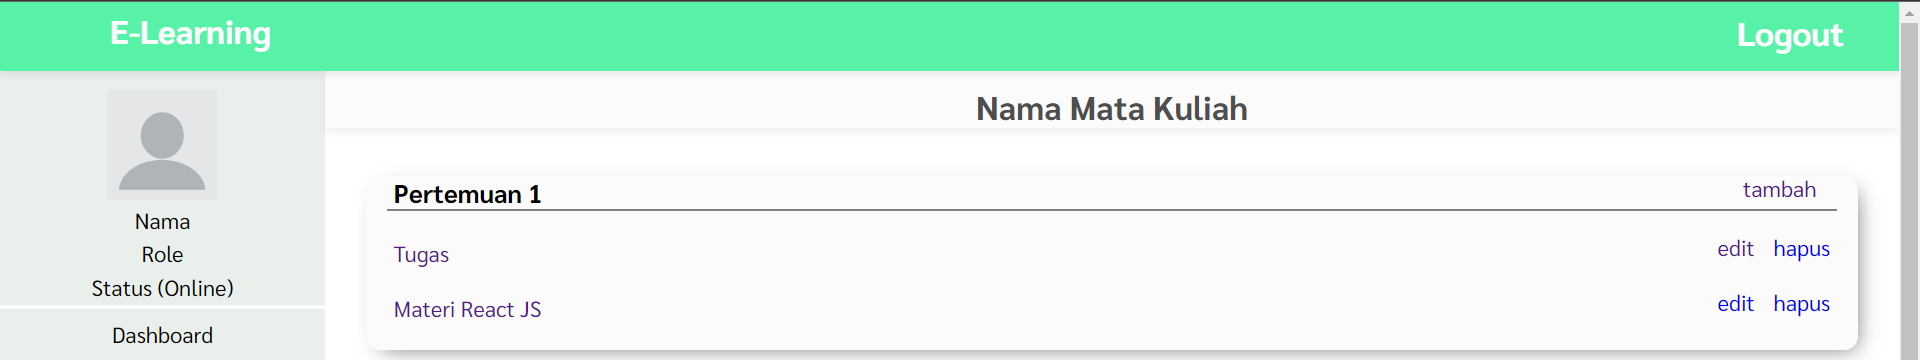 E-Learning
Logout
Nama
Role
Status (Online)
Dashboard
Nama Mata Kuliah
Pertemuan 1
tambah
Tugas
edit hapus
Materi React JS
edit hapus